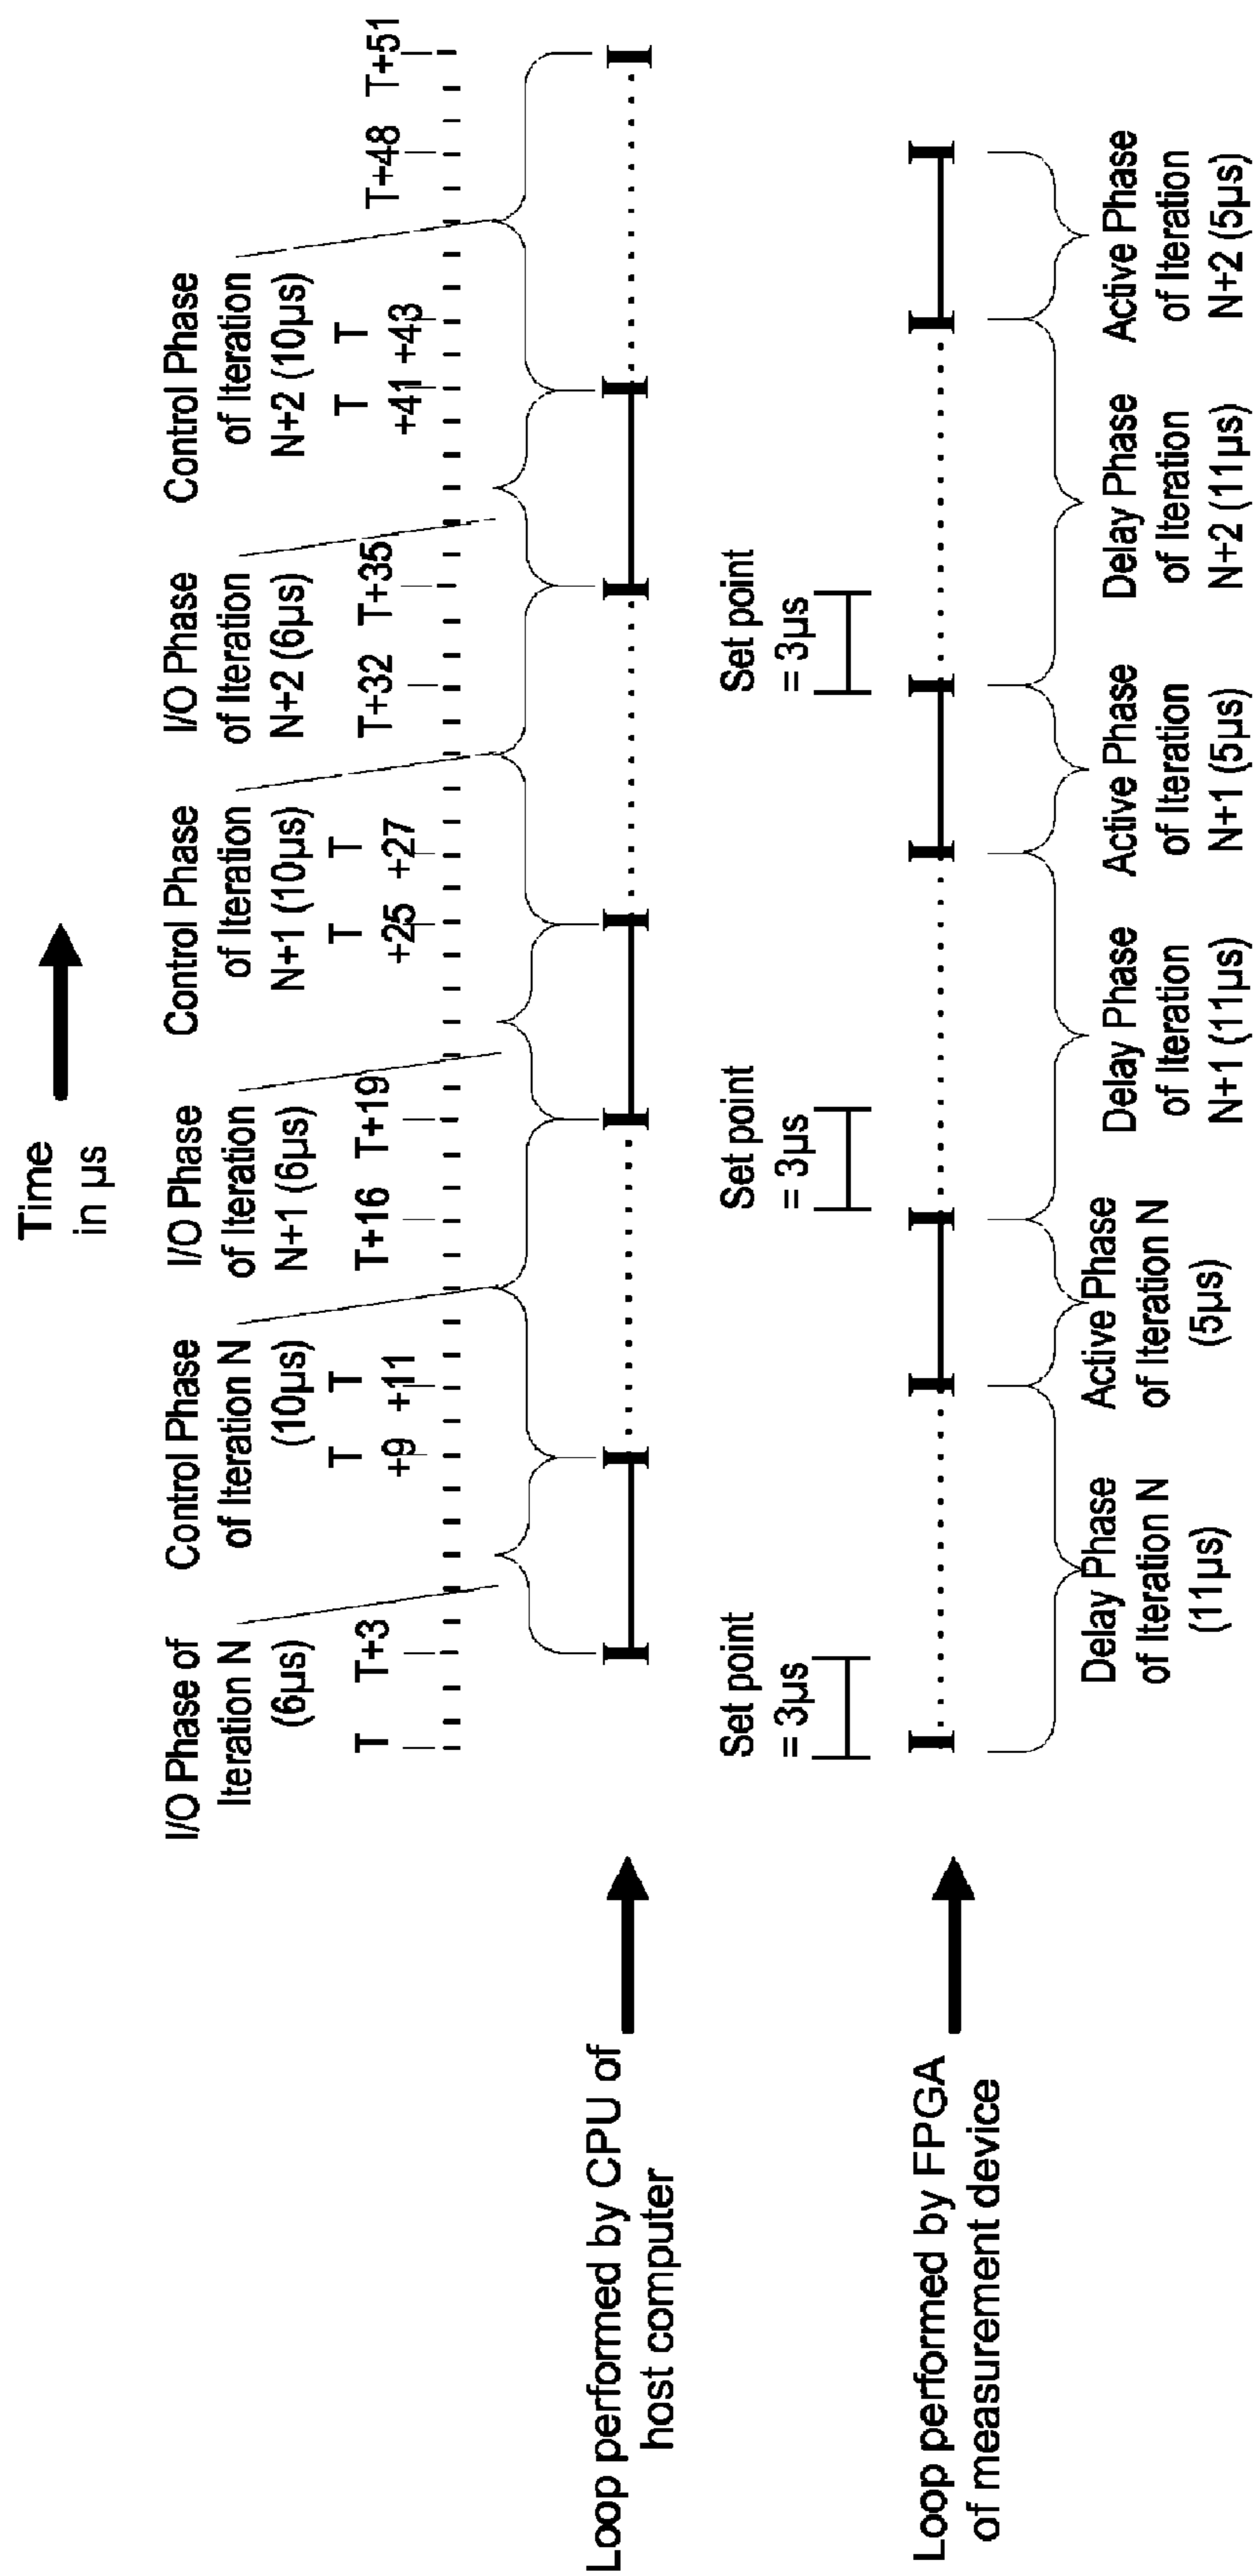 Time
in µs
I/O Phase of
Iteration N
(6µs)
Control Phase
of Iteration N
(10µs)
I/O Phase
of Iteration
N+1 (6µs)
Control Phase
of Iteration
N+1 (10µs)
I/O Phase
of Iteration
N+2 (6µs)
Control Phase
of Iteration
N+2 (10µs)
T
T+3
T
+9
T
+11
T+16
T+19
T
+25
T
+27
T+32
T+35
T
+41
T
+43
T+48
T+51
Loop performed by CPU of
host computer
Set point
= 3µs
Set point
= 3µs
Set point
= 3µs
Loop performed by FPGA
of measurement device
Delay Phase
of Iteration N
(11µs)
Active Phase
of Iteration N
(5µs)
Delay Phase
of Iteration
N+1 (11µs)
Active Phase
of Iteration
N+1 (5µs)
Delay Phase
of Iteration
N+2 (11µs)
Active Phase
of Iteration
N+2 (5µs)